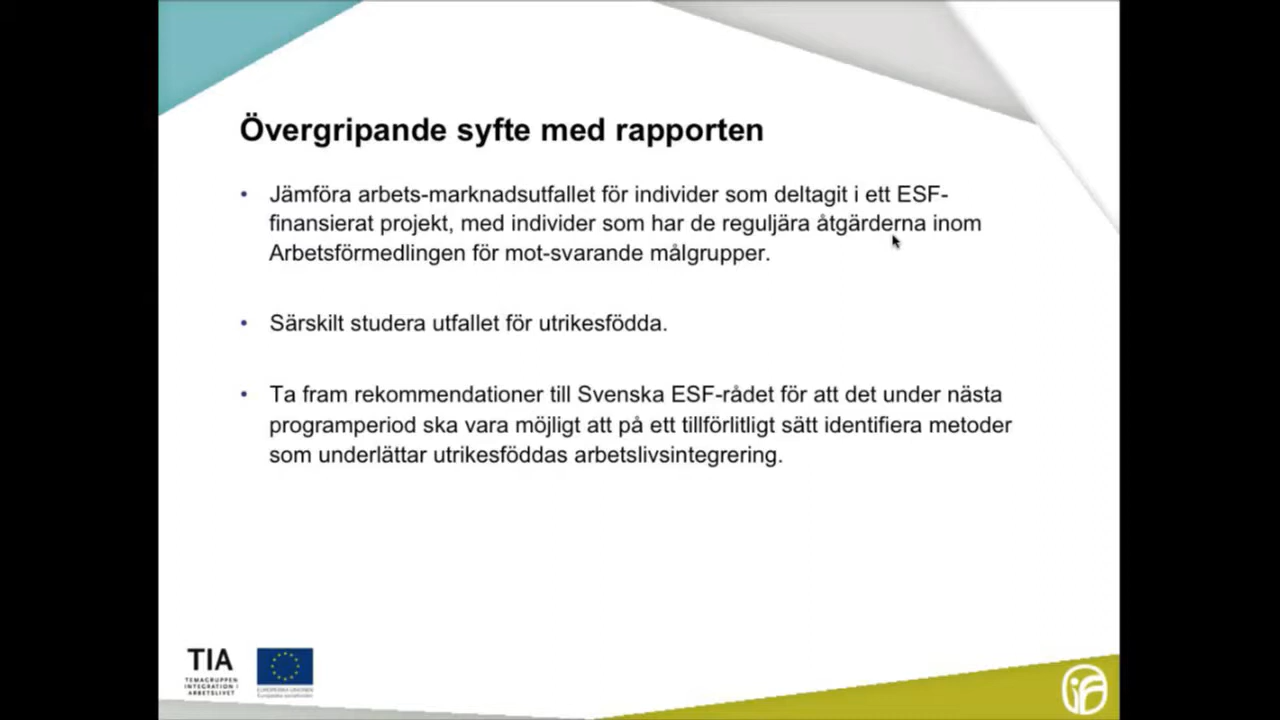 Övergripande syfte med rapporten
• Jämföra arbets-marknadsutfallet för individer som deltagit i ett ESF-
finansierat projekt, med individer som har de reguljära åtgärderna inom
Arbetsförmedlingen för mot-svarande målgrupper.
• Särskilt studera utfallet för utrikesfödda.
• Ta fram rekommendationer till Svenska ESF-rådet för att det under nästa
programperiod ska vara möjligt att på ett tillförlitligt sätt identifiera metoder
som underlättar utrikesföddas arbetslivsintegrering.
TIA
TEMAGRUPPEN
INTEGRATION I
ARBETSLIVET
EUROPEISKA UNIONEN
Europeiska socialfonden